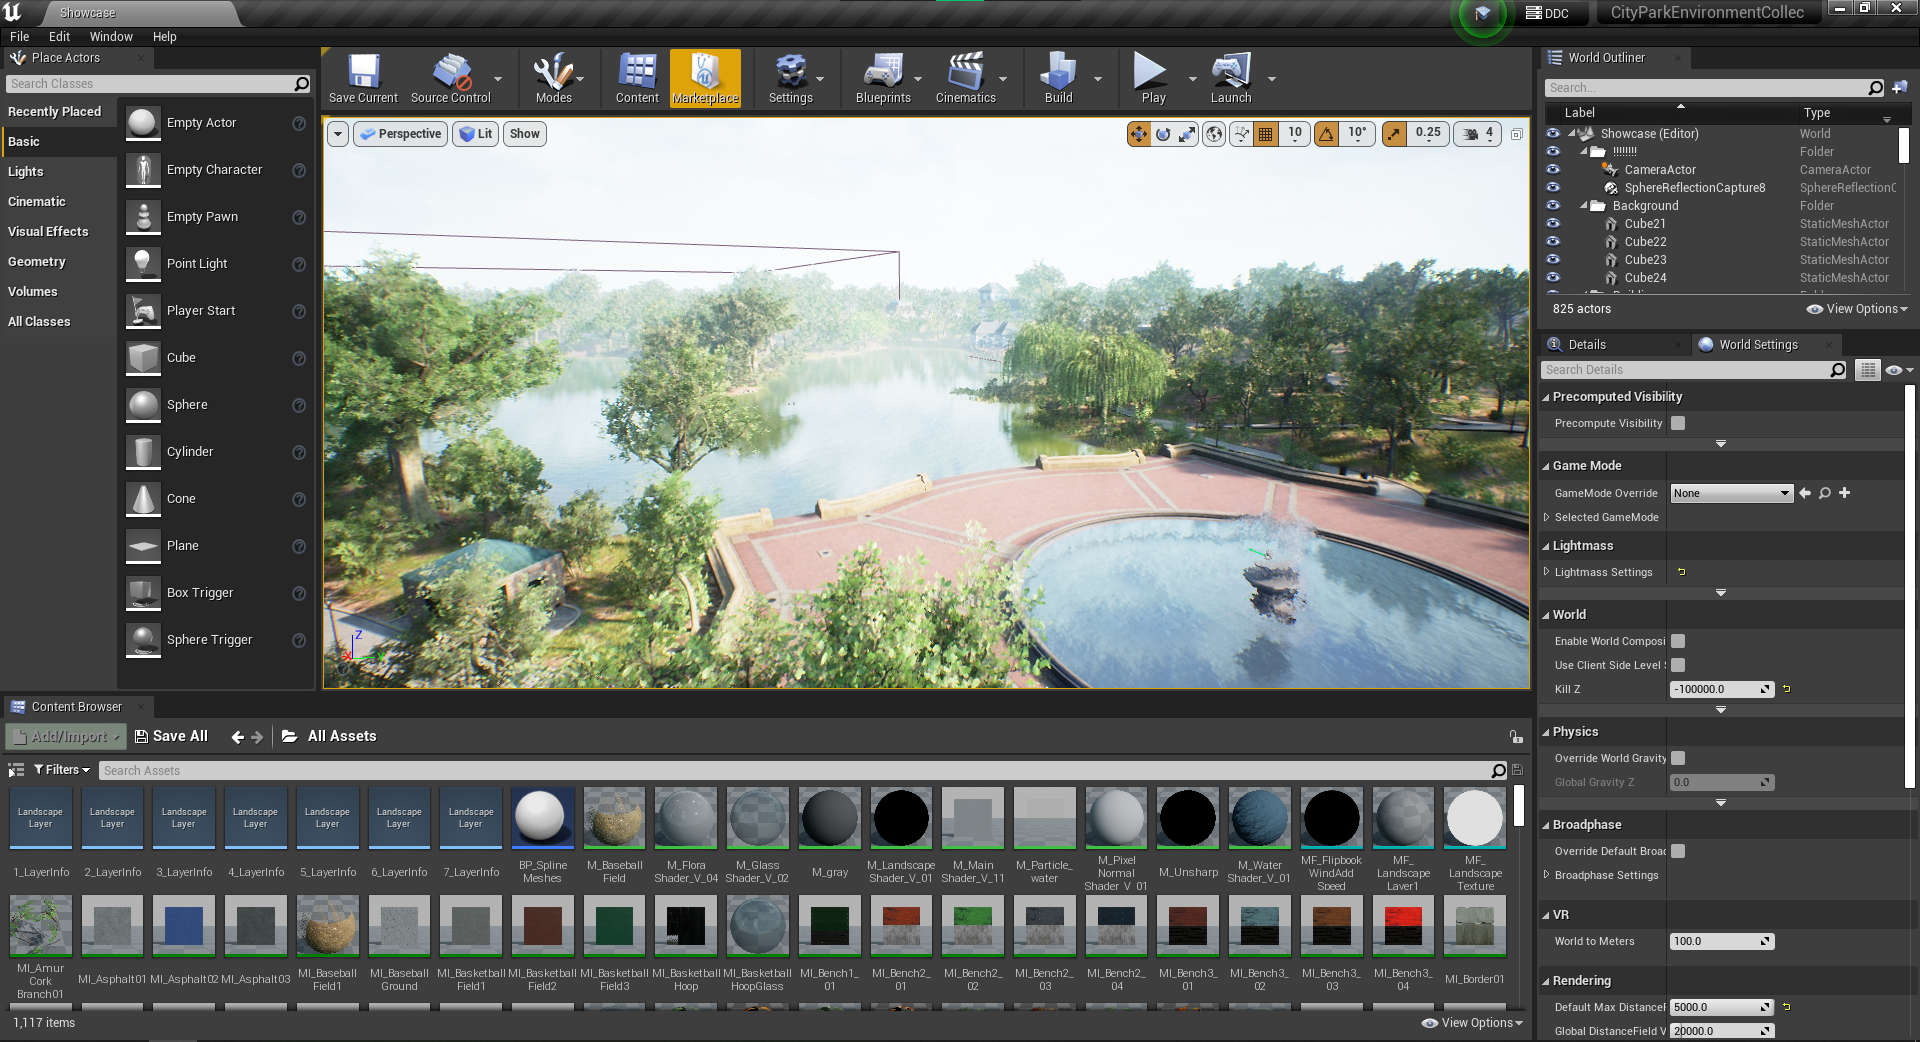 Showcase
DDC
CityParkEnvironmentCollec
File Edit Window Help
Place Actors
Search Classes
Recently Placed
Basic
Lights
Cinematic
Visual Effects
Geometry
Volumes
All Classes
Empty Actor
Empty Character
Empty Pawn
Point Light
Player Start
Cube
Sphere
Cylinder
Cone
Plane
Box Trigger
Sphere Trigger
Save Current
Source Control
Modes
Content
Marketplace
Settings
Blueprints
Cinematics
Build
Play
Launch
Perspective Lit Show
10 10° 0.25 4
Z
World Outliner
Search...
Label Type
Showcase (Editor) World
!!!!!!!! Folder
CameraActor CameraActor
SphereReflectionCapture8 SphereReflectionC
Background Folder
Cube21 StaticMeshActor
Cube22 StaticMeshActor
Cube23 StaticMeshActor
Cube24 StaticMeshActor
825 actors View Options
Details World Settings
Search Details
Precomputed Visibility
Precompute Visibility
Game Mode
GameMode Override None
Selected GameMode
Lightmass
Lightmass Settings
World
Enable World Composi
Use Client Side Level
Kill Z -100000.0
Physics
Override World Gravity
Global Gravity Z 0.0
Broadphase
Override Default Broad
Broadphase Settings
VR
World to Meters 100.0
Rendering
Default Max DistanceF 5000.0
Global DistanceField V 20000.0
Content Browser
Add/Import Save All All Assets
Filters Search Assets
Landscape Layer
Landscape Layer
Landscape Layer
Landscape Layer
Landscape Layer
Landscape Layer
Landscape Layer
1_LayerInfo
2_LayerInfo
3_LayerInfo
4_LayerInfo
5_LayerInfo
6_LayerInfo
7_LayerInfo
BP_Spline Meshes
M_Baseball Field
M_Flora Shader_V_04
M_Glass Shader_V_02
M_gray
M_Landscape Shader_V_01
M_Main Shader_V_11
M_Particle_ water
M_Pixel Normal Shader_V_01
M_Unsharp
M_Water Shader_V_01
MF_Flipbook WindAdd Speed
MF_ Landscape Layer1
MF_ Landscape Texture
MI_Amur Cork Branch01
MI_Asphalt01
MI_Asphalt02
MI_Asphalt03
MI_Baseball Field1
MI_Baseball Ground
MI_Basketball Field1
MI_Basketball Field2
MI_Basketball Field3
MI_Basketball Hoop
MI_Basketball HoopGlass
MI_Bench1_ 01
MI_Bench2_ 01
MI_Bench2_ 02
MI_Bench2_ 03
MI_Bench2_ 04
MI_Bench3_ 01
MI_Bench3_ 02
MI_Bench3_ 03
MI_Bench3_ 04
MI_Border01
1,117 items View Options